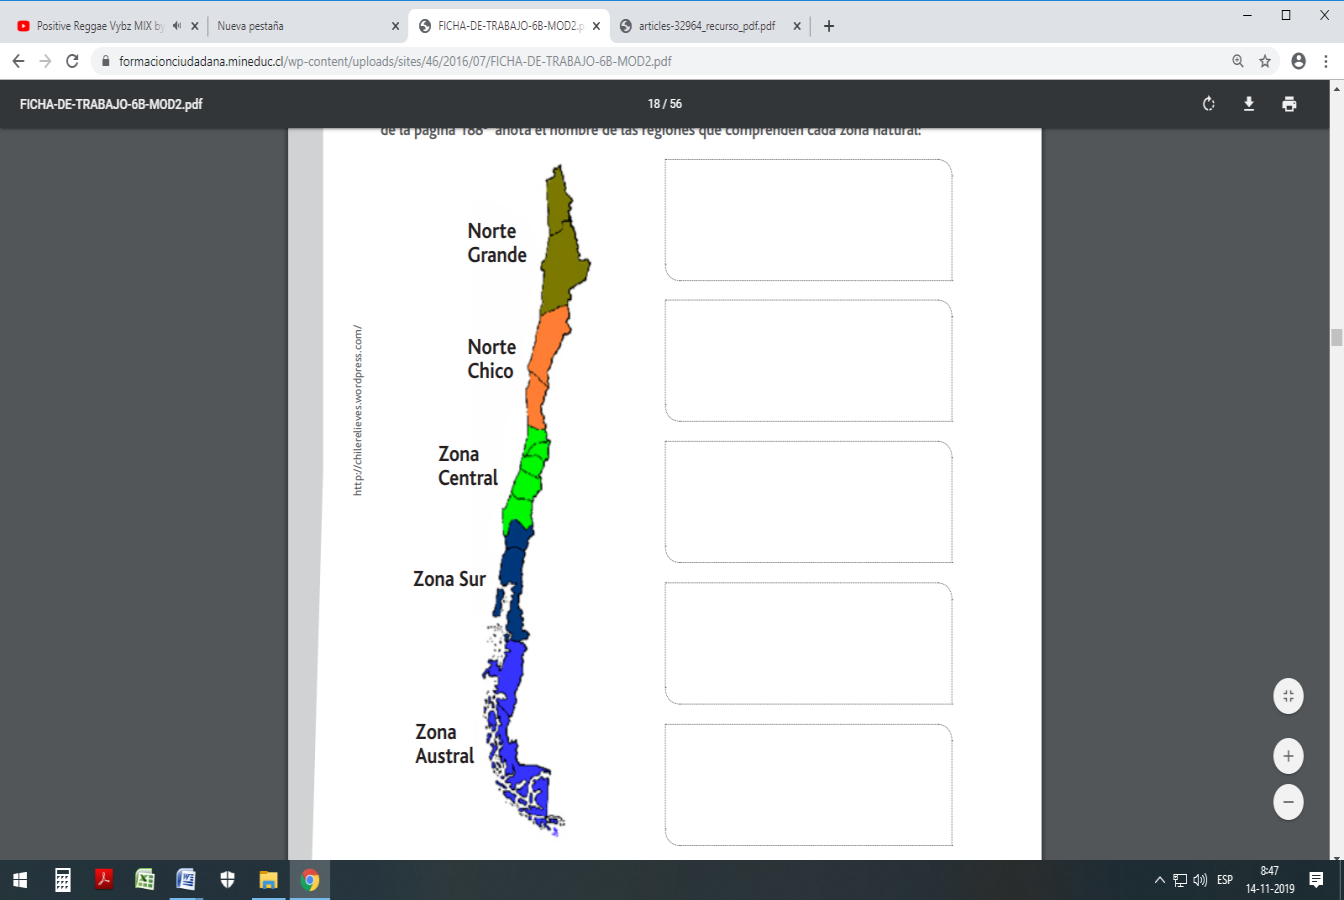 Positive Reggae Vybz MIX by
Nueva pestaña
FICHA-DE-TRABAJO-6B-MOD2.p
articles-32964_recurso_pdf.pdf
formacionciudadana.mineduc.cl/wp-content/uploads/sites/46/2016/07/FICHA-DE-TRABAJO-6B-MOD2.pdf
FICHA-DE-TRABAJO-6B-MOD2.pdf
18 / 56
de la página 188" anota el nombre de las regiones que comprenden cada zona natural:
Norte
Grande
Norte
Chico
http://chilerelieves.wordpress.com/
Zona
Central
Zona Sur
Zona
Austral
ESP
8:47
14-11-2019